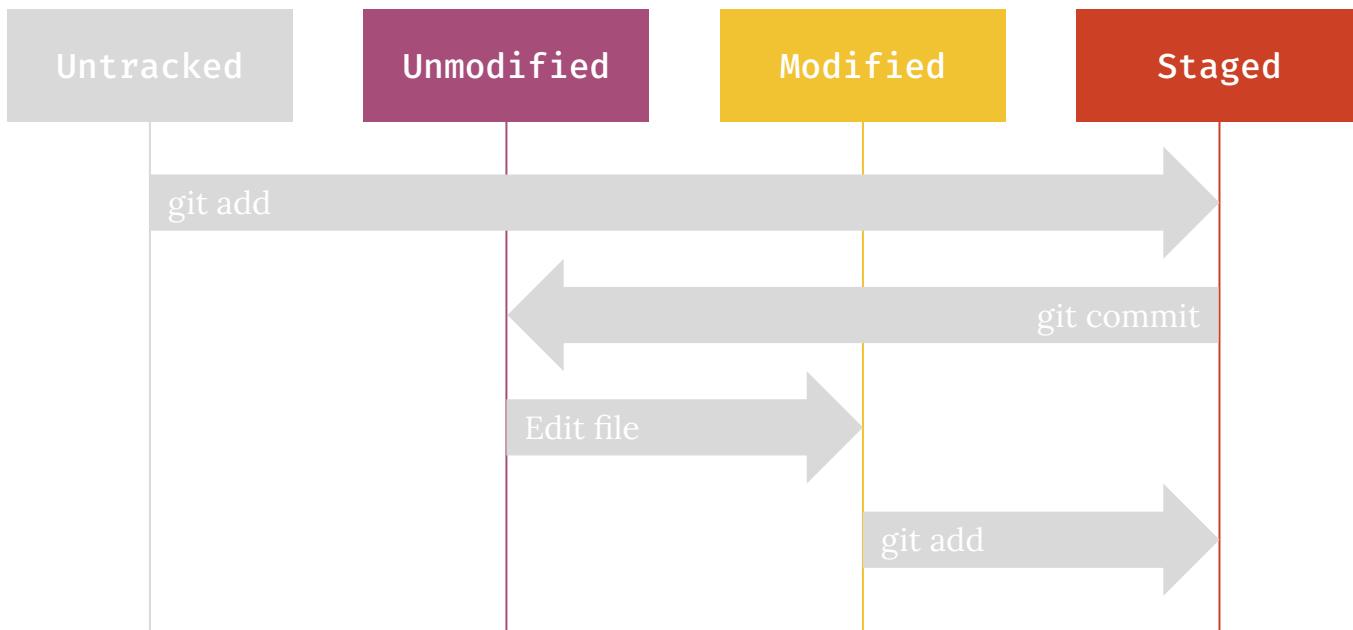 Untracked
Unmodified
Modified
Staged
git add
git commit
Edit file
git add